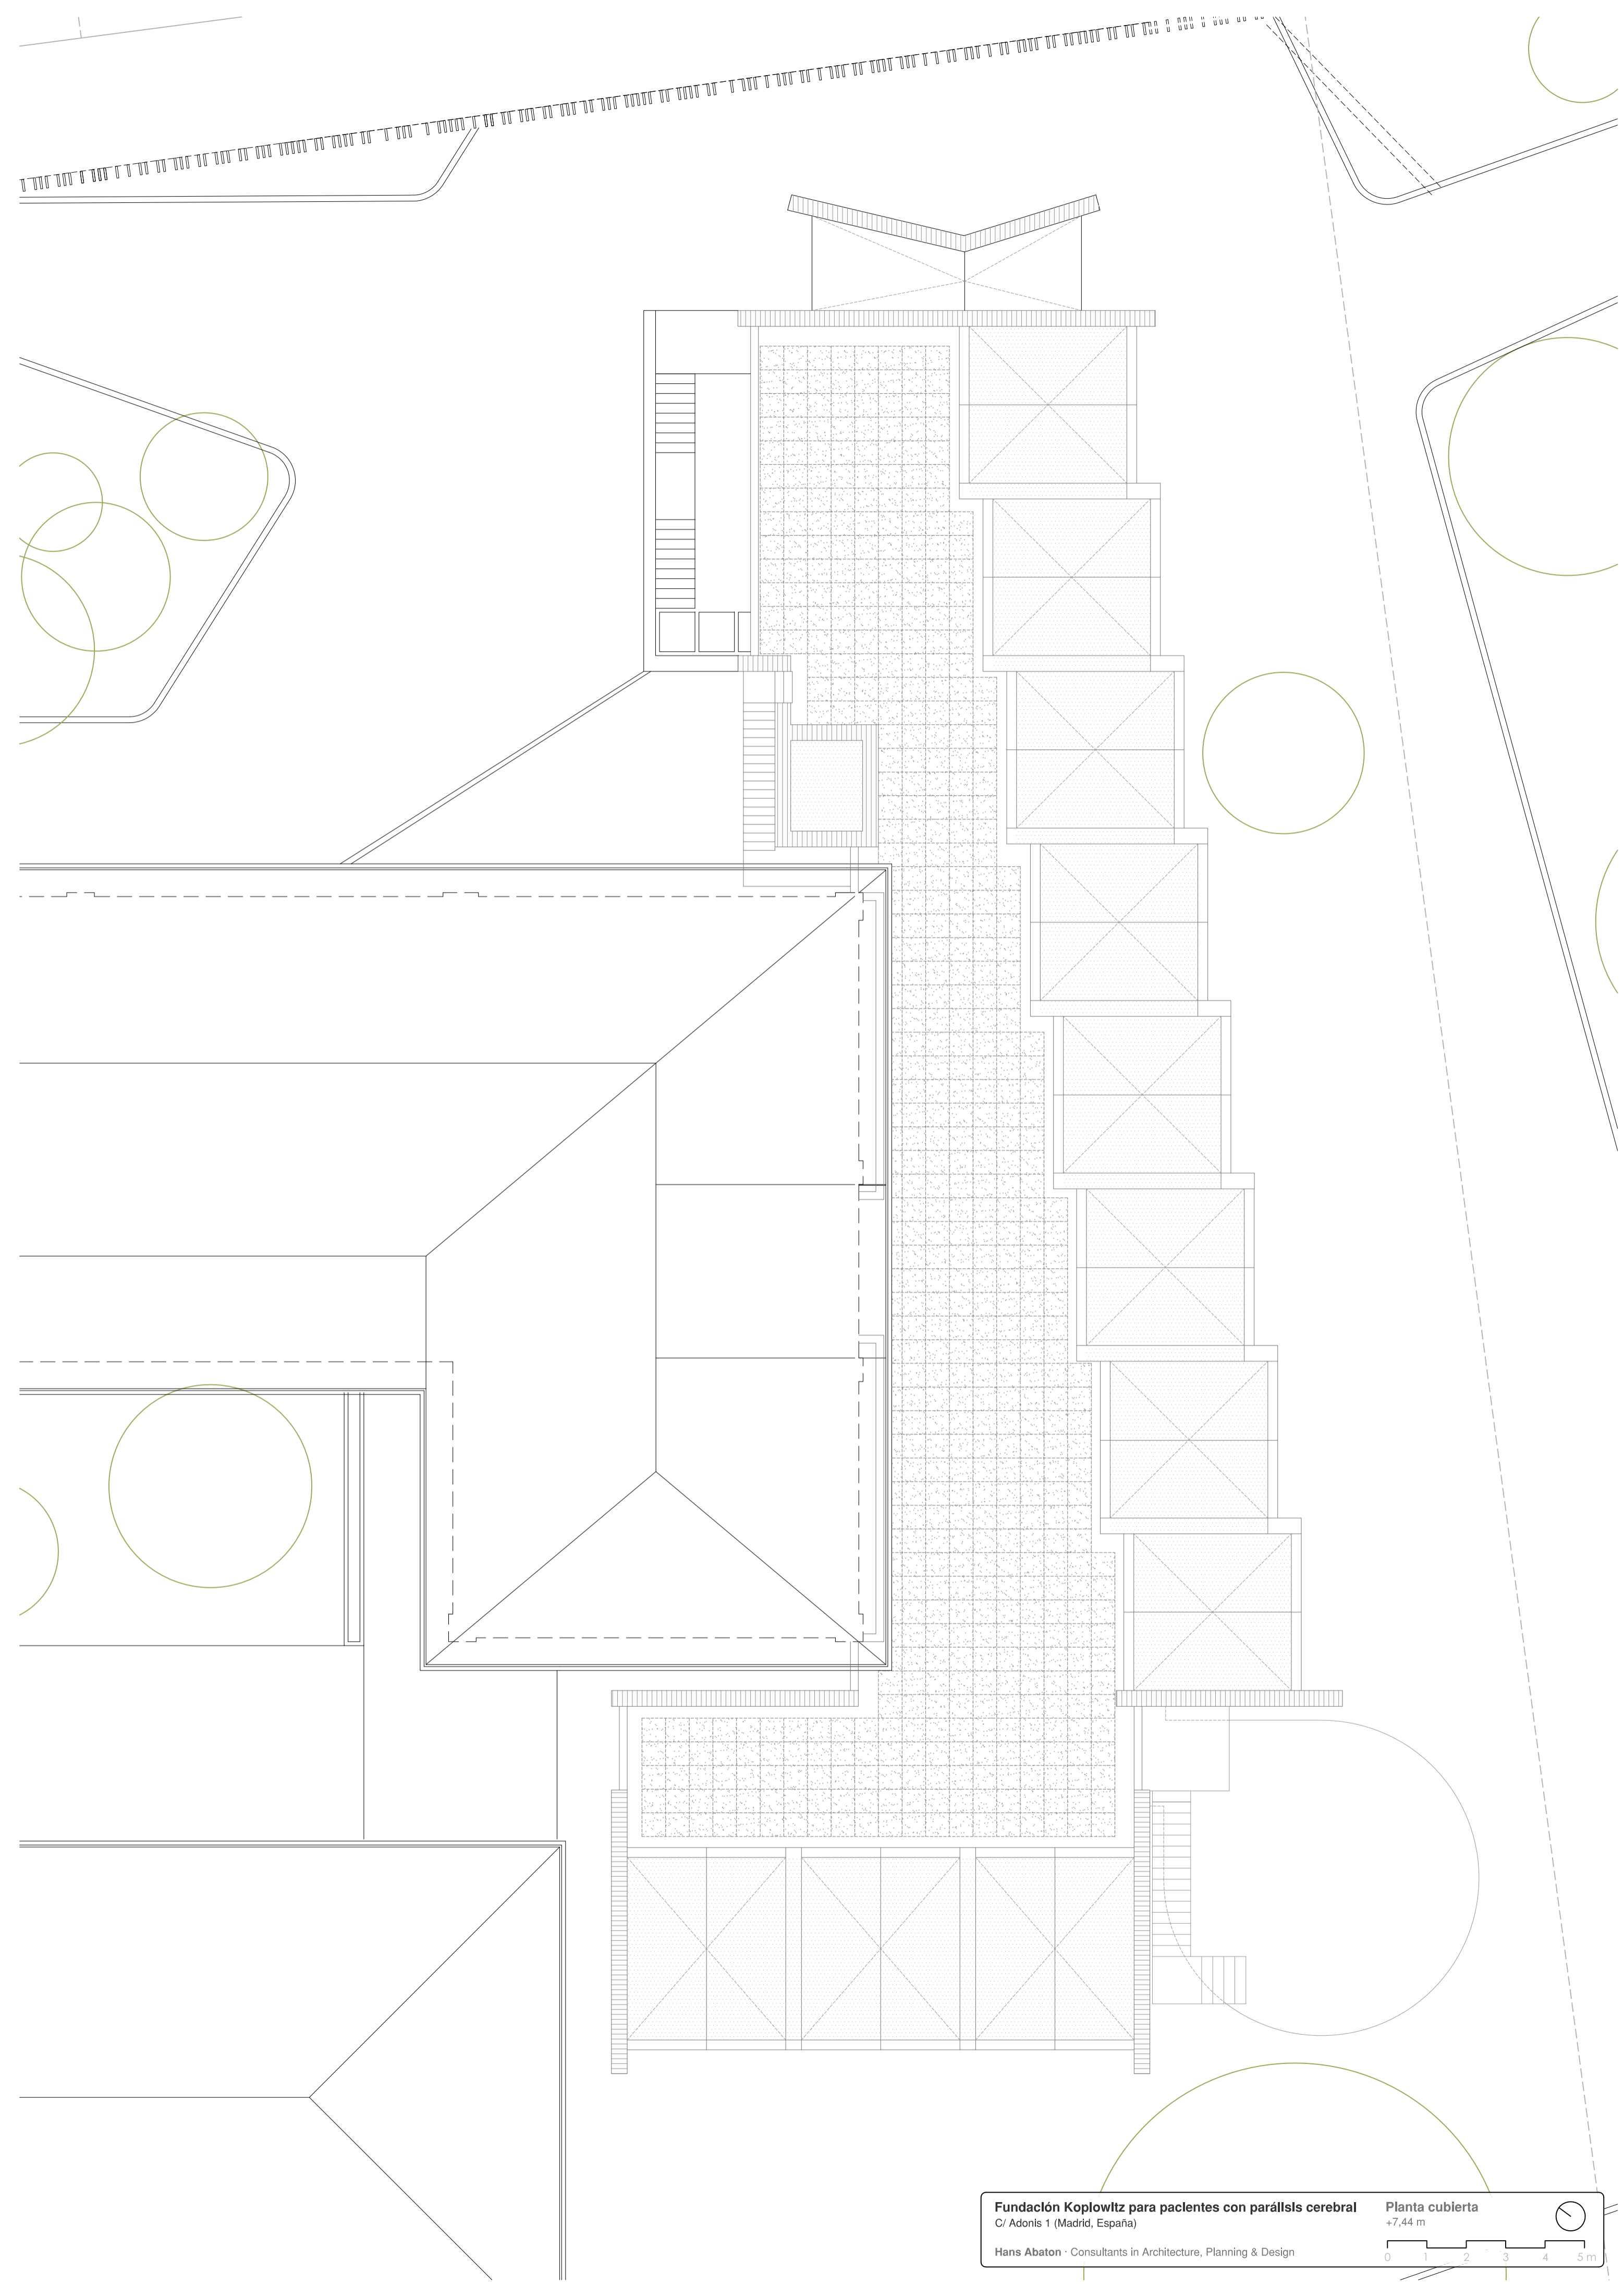 Fundación Koplowitz para pacientes con parálisis cerebral
C/ Adonis 1 (Madrid, España)
Hans Abaton · Consultants in Architecture, Planning & Design
Planta cubierta
+7,44 m
0 1 2 3 4 5 m